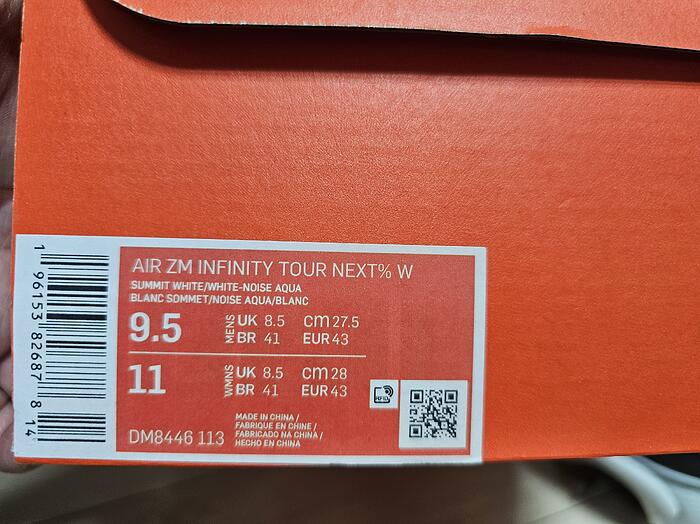 AIR ZM INFINITY TOUR NEXT% W
SUMMIT WHITE/WHITE-NOISE AQUA
BLANC SOMMET/NOISE AQUA/BLANC
9.5 MENS UK 8.5 cm 27.5
BR 41 EUR 43
11 WMNS UK 8.5 cm 28
BR 41 EUR 43
RFID
DM8446 113
MADE IN CHINA /
FABRIQUE EN CHINE /
FABRICADO NA CHINA /
HECHO EN CHINA
1 96153 82687 8 14